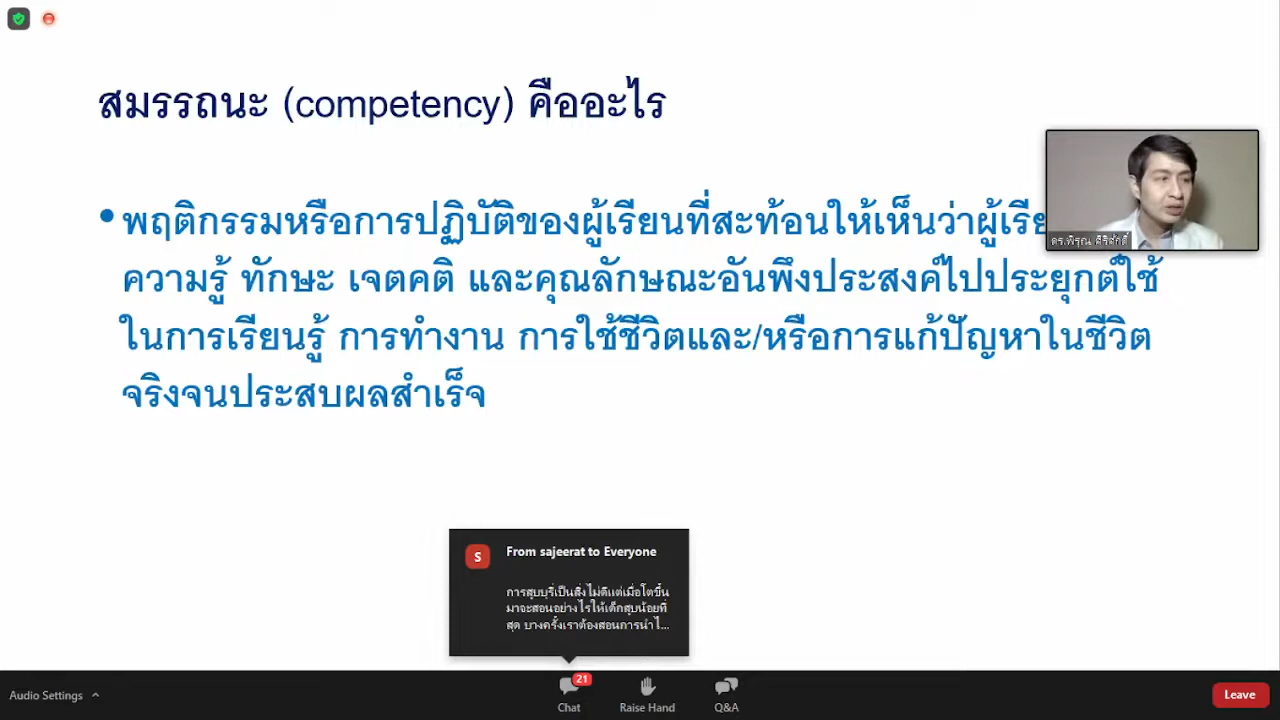 สมรรถนะ (competency) คืออะไร
• พฤติกรรมหรือการปฏิบัติของผู้เรียนที่สะท้อนให้เห็นว่าผู้เรีย
ความรู้ ทักษะ เจตคติ และคุณลักษณะอันพึงประสงค์ไปประยุกต์ใช้
ในการเรียนรู้ การทำงาน การใช้ชีวิตและ/หรือการแก้ปัญหาในชีวิต
จริงจนประสบผลสำเร็จ
ดร.พิรุณ ศิริศักดิ์
S
From sajeerat to Everyone
การสูบบุรี่เป็นสิ่งไม่ดีแต่เมื่อโตขึ้น
มาจะสอนอย่างไรให้เด็กสูบน้อยที่
สุด บางครั้งเราต้องสอนการนำไ...
Audio Settings
21
Chat
Raise Hand
Q&A
Leave